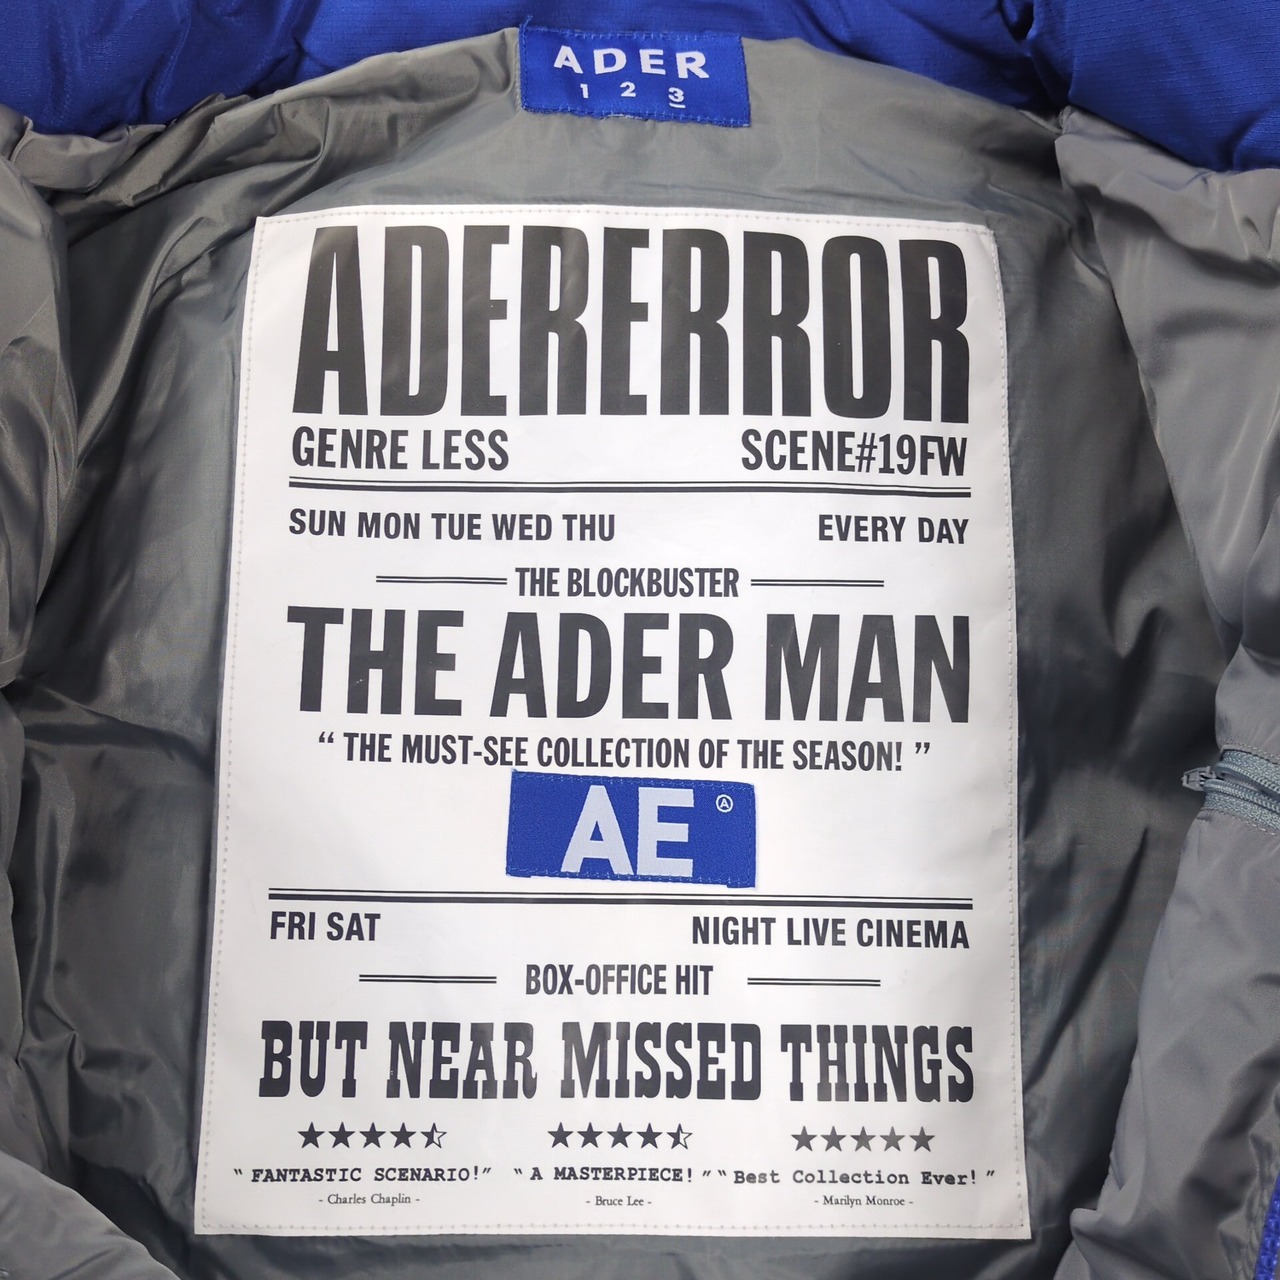 ADER
1 2 3
ADERERROR
GENRE LESS SCENE#19FW
SUN MON TUE WED THU EVERY DAY
THE BLOCKBUSTER
THE ADER MAN
“ THE MUST-SEE COLLECTION OF THE SEASON! ”
AE Ⓐ
FRI SAT NIGHT LIVE CINEMA
BOX-OFFICE HIT
BUT NEAR MISSED THINGS
“ FANTASTIC SCENARIO!” “ A MASTERPIECE! ” “ Best Collection Ever! ”
- Charles Chaplin - - Bruce Lee - - Marilyn Monroe -